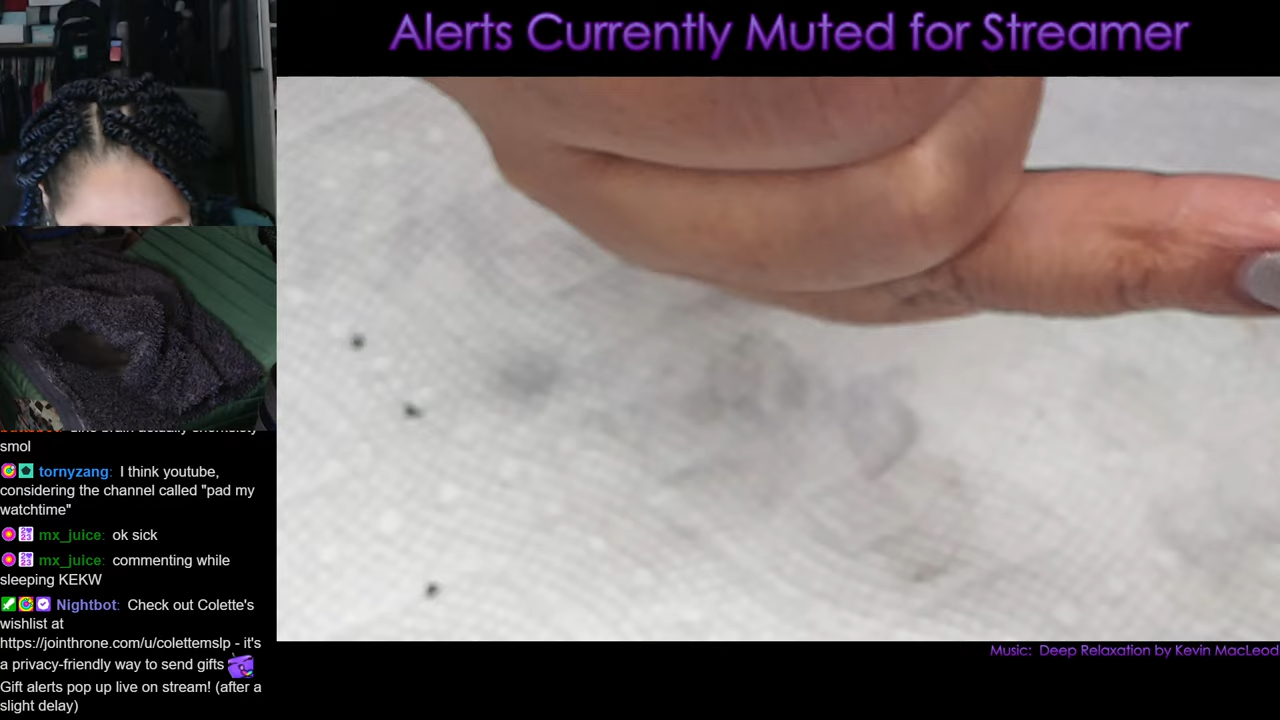 Alerts Currently Muted for Streamer
smol
tornyzang: I think youtube,
considering the channel called "pad my
watchtime"
mx_juice: ok sick
mx_juice: commenting while
sleeping KEKW
Nightbot: Check out Colette's
wishlist at
https://jointhrone.com/u/colettemslp - it's
a privacy-friendly way to send gifts
Gift alerts pop up live on stream! (after a
slight delay)
Music: Deep Relaxation by Kevin MacLeod